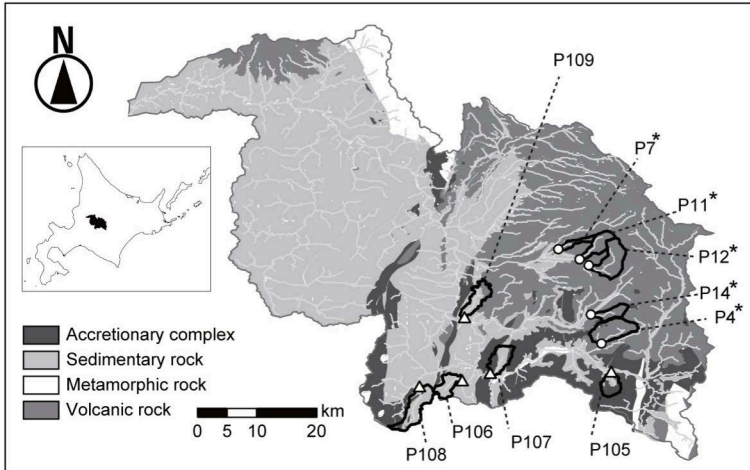 N
P109
P7*
P11*
P12*
P14*
P4*
Accretionary complex
Sedimentary rock
Metamorphic rock
Volcanic rock
km
0 5 10 20
P108
P106
P107
P105